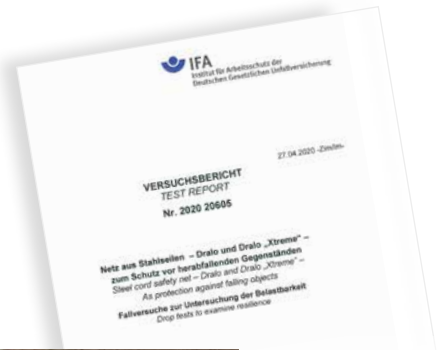 IFA
Institut für Arbeitsschutz der
Deutschen Gesetzlichen Unfallversicherung
27.04.2020 -Zim/im-
VERSUCHSBERICHT
TEST REPORT
Nr. 2020 20605
Netz aus Stahlseilen – Dralo und Dralo „Xtreme“ –
zum Schutz vor herabfallenden Gegenständen
Steel cord safety net – Dralo and Dralo „Xtreme“ –
As protection against falling objects
Fallversuche zur Untersuchung der Belastbarkeit
Drop tests to examine resilience